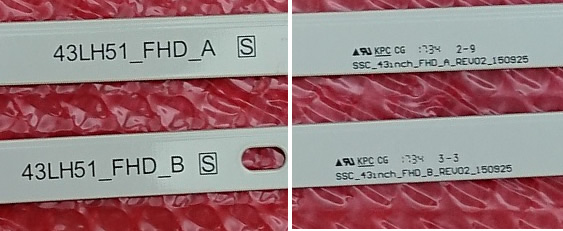 43LH51_FHD_A S
KPC CG 1734 2-9
SSC_43inch_FHD_A_REV02_150925
43LH51_FHD_B S
KPC CG 1734 3-3
SSC_43inch_FHD_B_REV02_150925